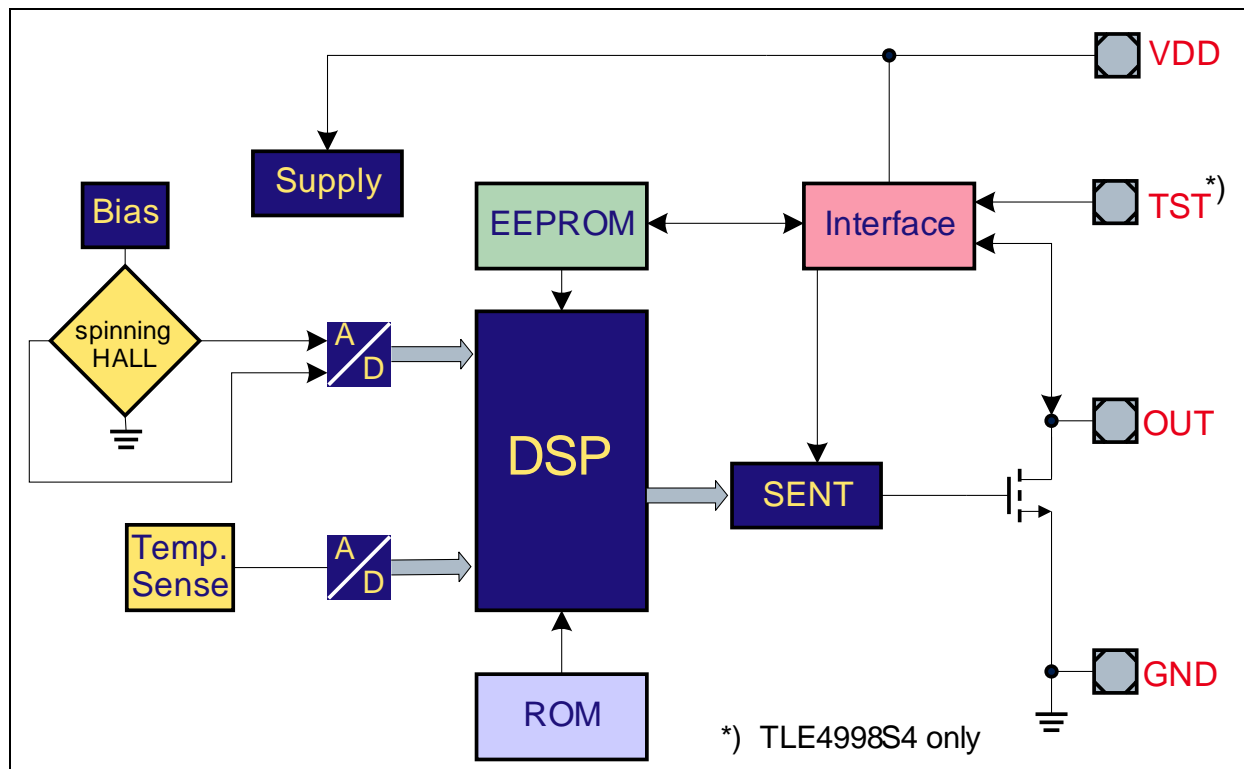 VDD
Supply
Bias
EEPROM
Interface
TST*)
spinning
HALL
A
D
DSP
OUT
SENT
Temp.
Sense
A
D
GND
ROM
*) TLE4998S4 only